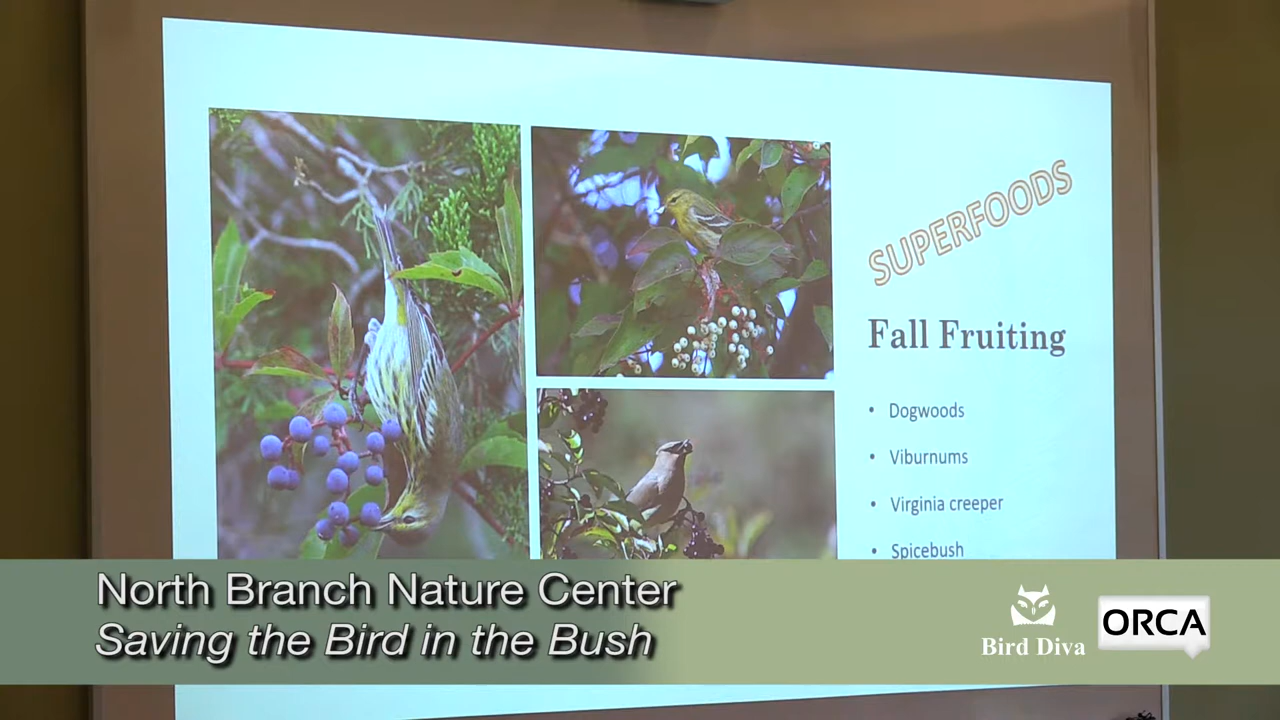 SUPERFOODS
Fall Fruiting
• Dogwoods
• Viburnums
• Virginia creeper
• Spicebush
North Branch Nature Center
Saving the Bird in the Bush
Bird Diva
ORCA